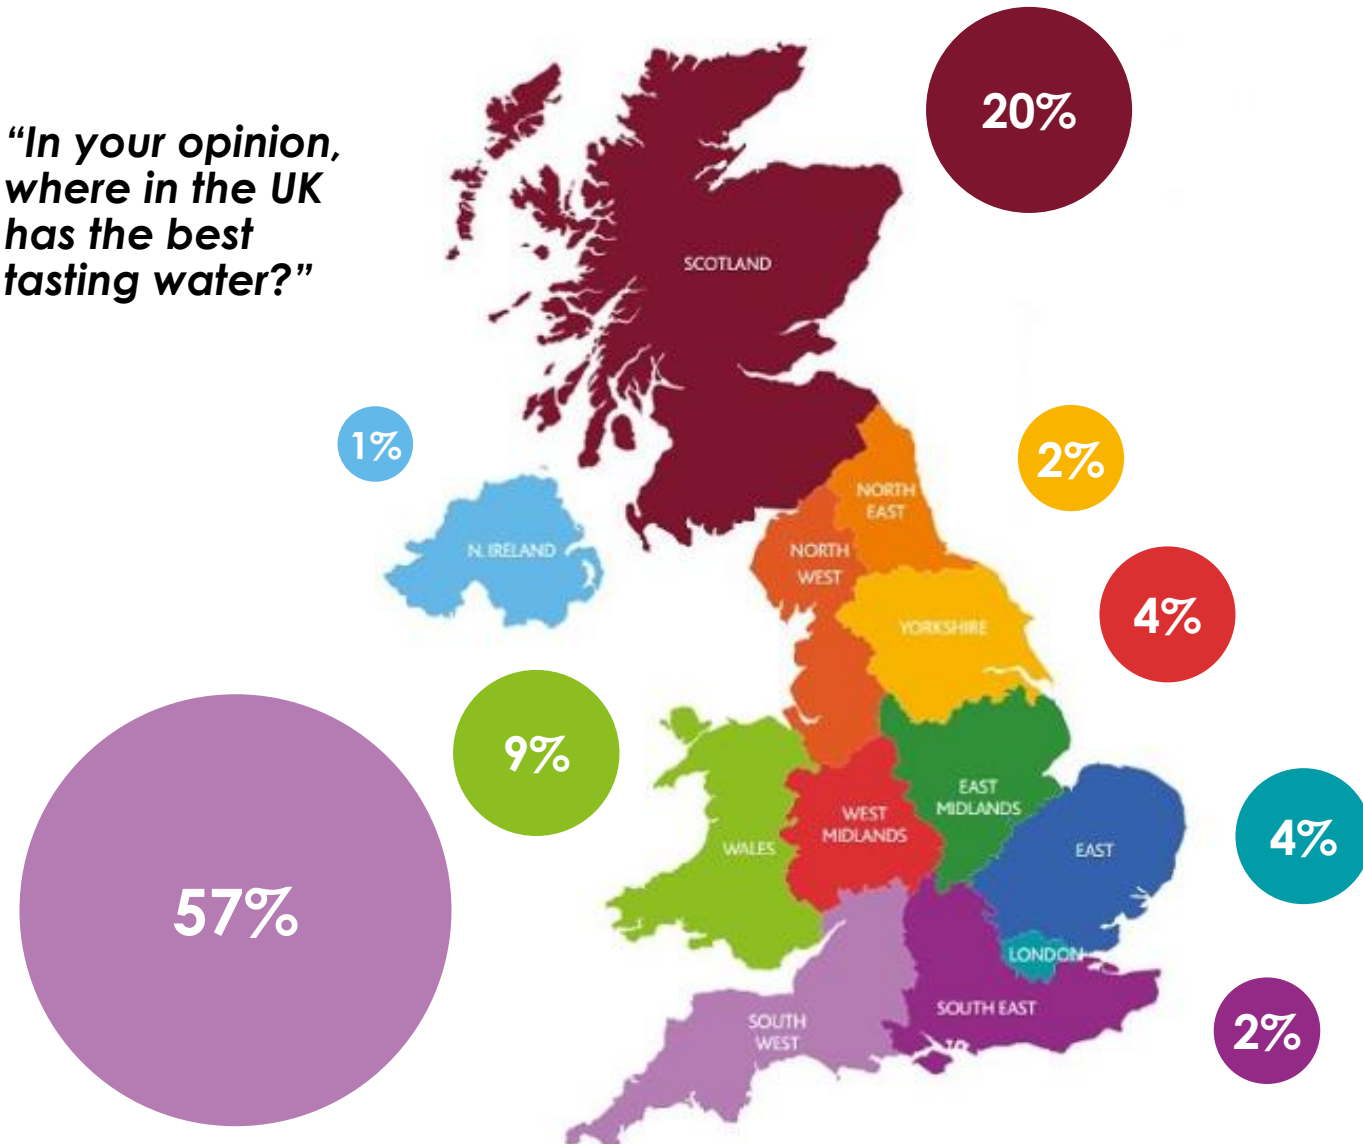 “In your opinion,
where in the UK
has the best
tasting water?”
20%
SCOTLAND
1%
2%
NORTH
EAST
N. IRELAND
NORTH
WEST
4%
YORKSHIRE
9%
57%
EAST
MIDLANDS
WEST
MIDLANDS
WALES
EAST
4%
LONDON
SOUTH EAST
SOUTH
WEST
2%